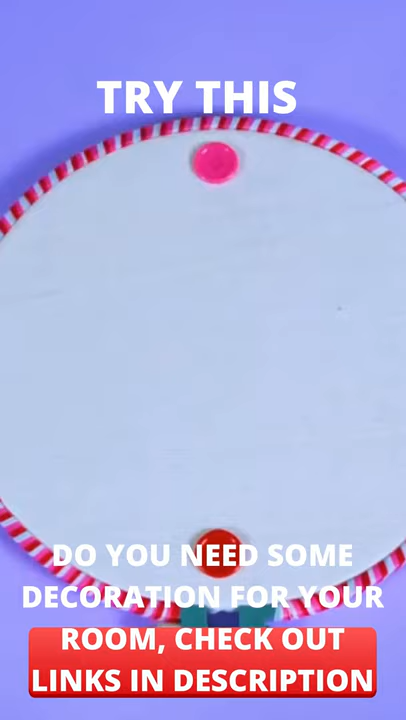 TRY THIS
DO YOU NEED SOME
DECORATION FOR YOUR
ROOM, CHECK OUT
LINKS IN DESCRIPTION